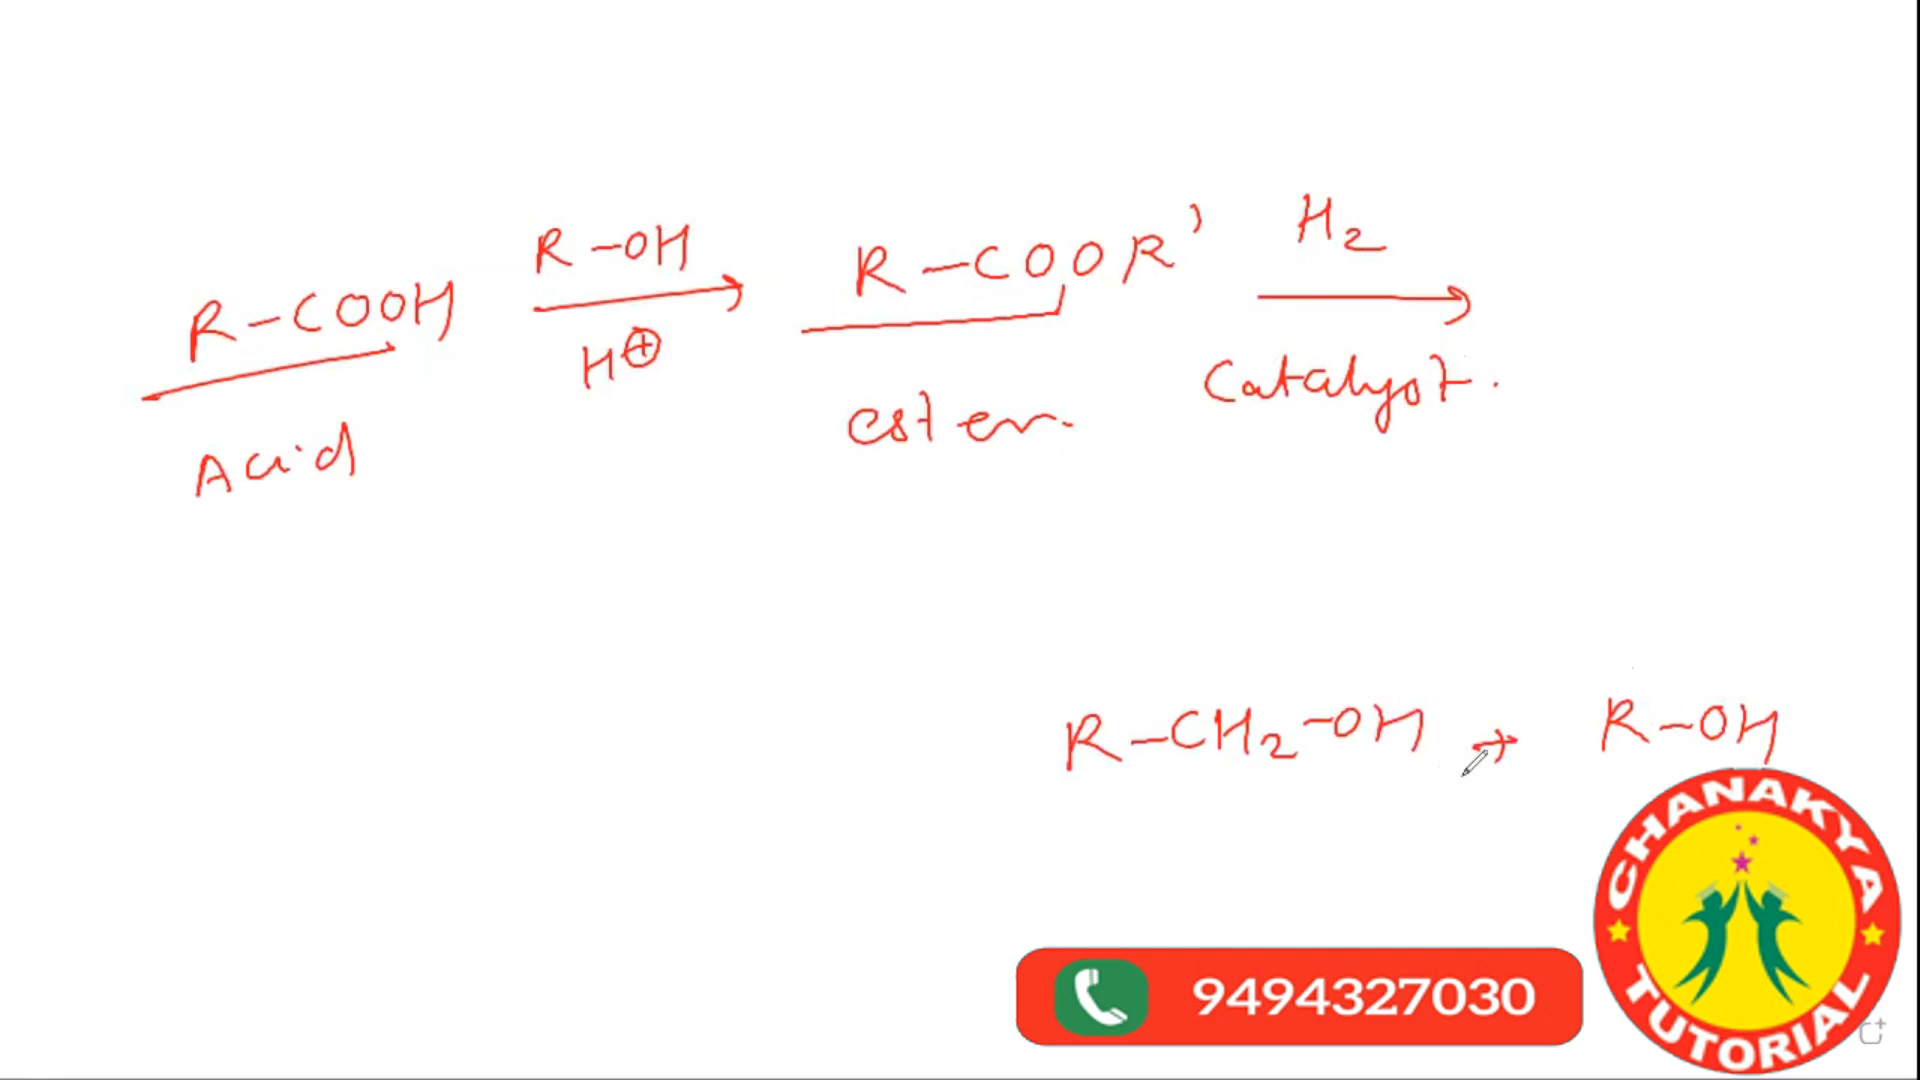 R-COOH R-OH H⊕ R-COOR' H2
Acid ester. Catalyst.
R-CH2-OH + R-OH
9494327030
CHANAKYA
TUTORIAL